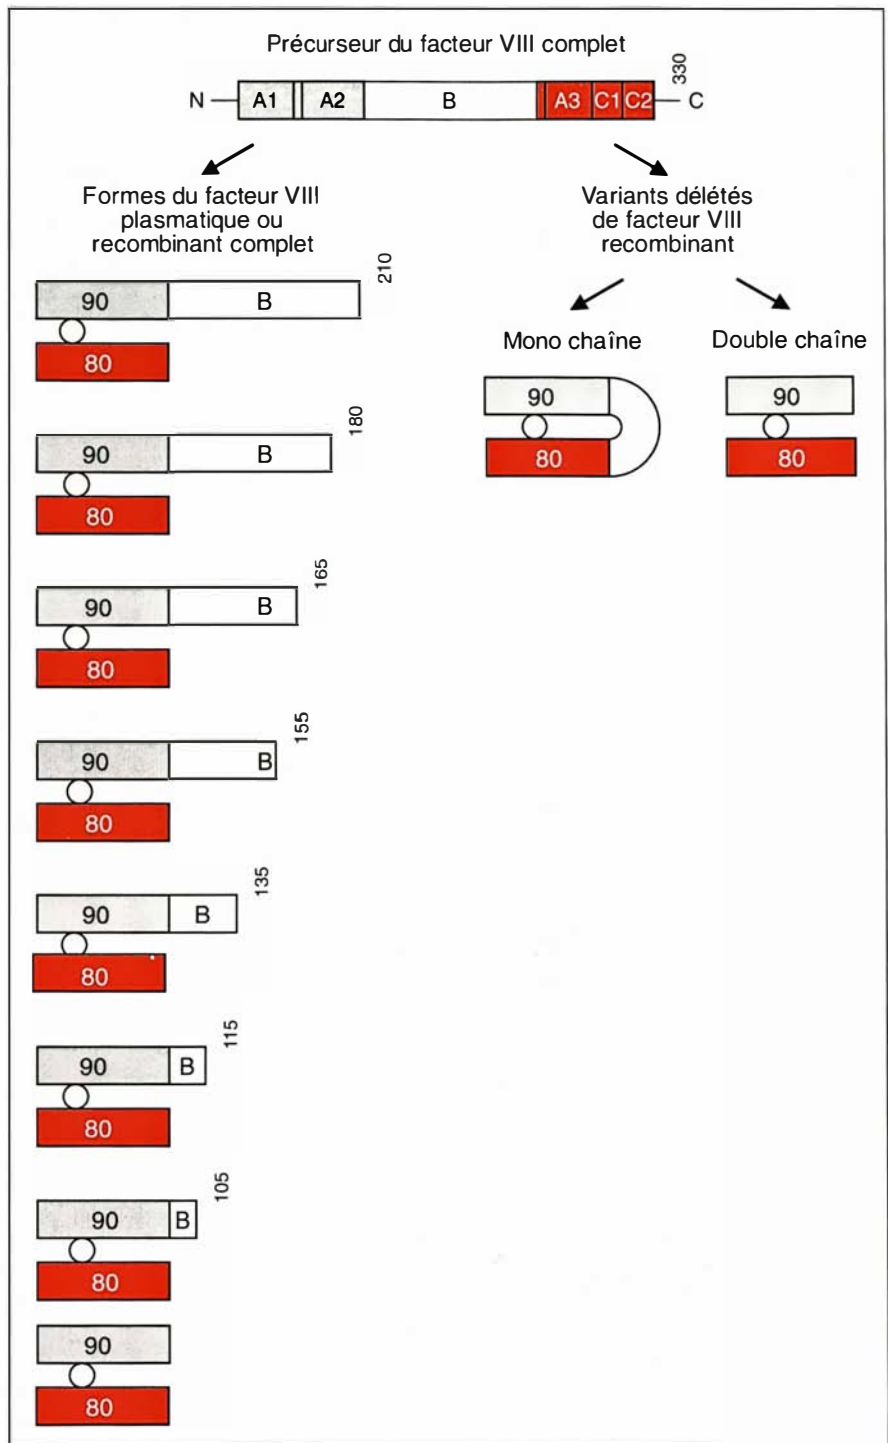 Précurseur du facteur VIII complet
330
N A1 A2 B A3 C1 C2 C
Formes du facteur VIII
plasmatique ou
recombinant complet
210
90 B
80
180
90 B
80
165
90 B
80
155
90 B
80
135
90 B
80
115
90 B
80
105
90 B
80
90
80
Variants délétés
de facteur VIII
recombinant
Mono chaîne
90
80
Double chaîne
90
80